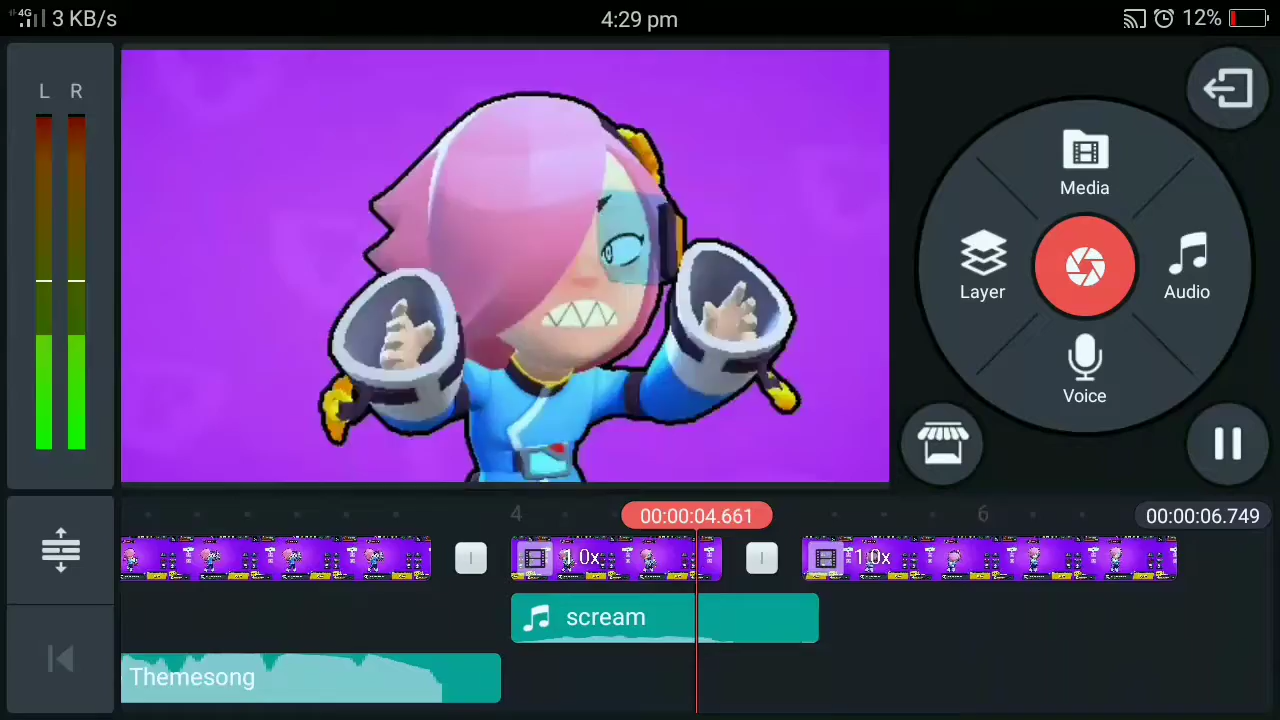 4G 3 KB/s
4:29 pm
12%
L R
Media
Layer
Audio
Voice
4
00:00:04.661
6
00:00:06.749
1.0x
1.0x
scream
Themesong